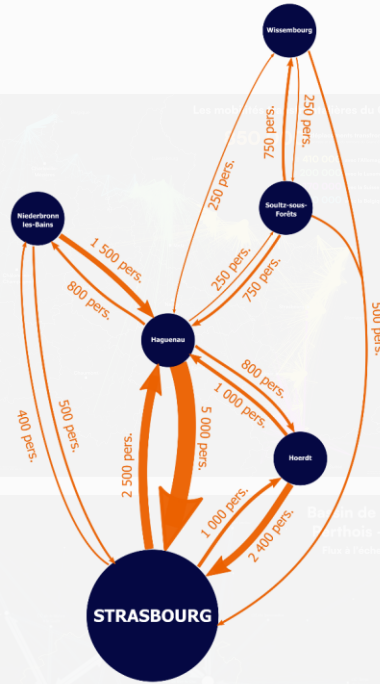 Wissembourg
250 pers.
750 pers.
250 pers.
Soultz-sous-
Forêts
Niederbronn
les-Bains
1 500 pers.
800 pers.
250 pers.
750 pers.
500 pers.
Haguenau
800 pers.
1 000 pers.
400 pers.
500 pers.
2 500 pers.
5 000 pers.
Hoerdt
1 000 pers.
2 400 pers.
STRASBOURG